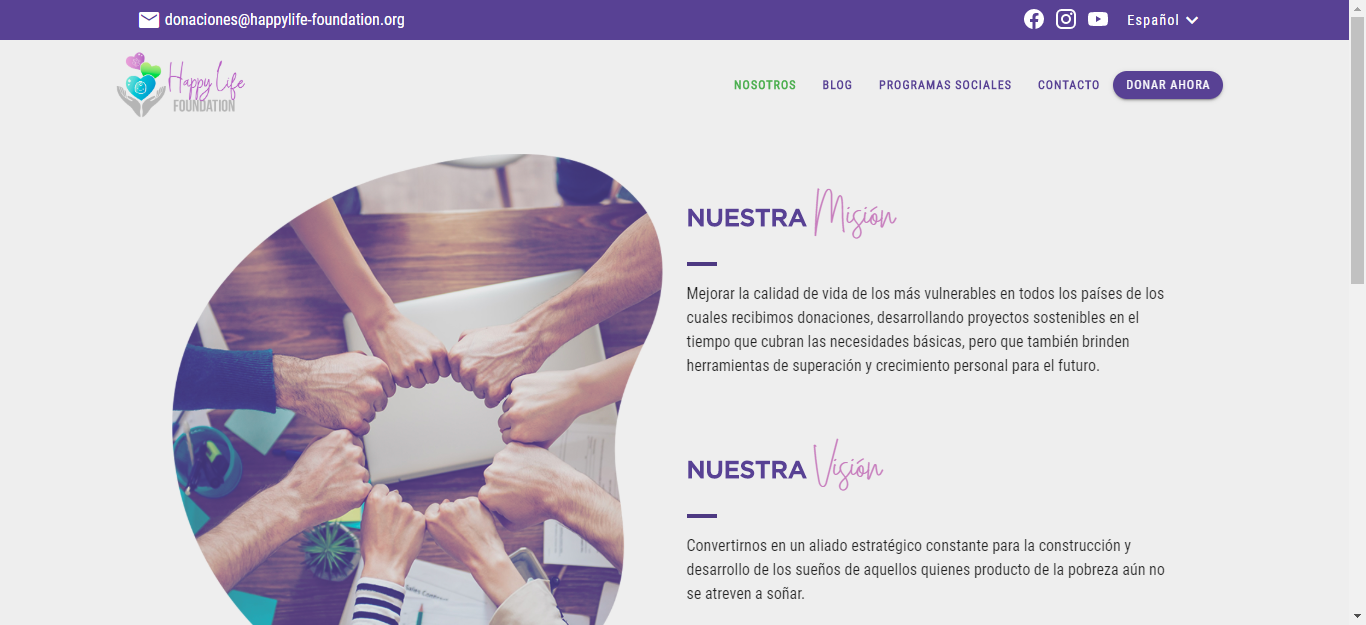 donaciones@happylife-foundation.org
Español
Happy Life
FOUNDATION
NOSOTROS
BLOG
PROGRAMAS SOCIALES
CONTACTO
DONAR AHORA
NUESTRA Misión
Mejorar la calidad de vida de los más vulnerables en todos los países de los
cuales recibimos donaciones, desarrollando proyectos sostenibles en el
tiempo que cubran las necesidades básicas, pero que también brinden
herramientas de superación y crecimiento personal para el futuro.
NUESTRA Visión
Convertirnos en un aliado estratégico constante para la construcción y
desarrollo de los sueños de aquellos quienes producto de la pobreza aún no
se atreven a soñar.